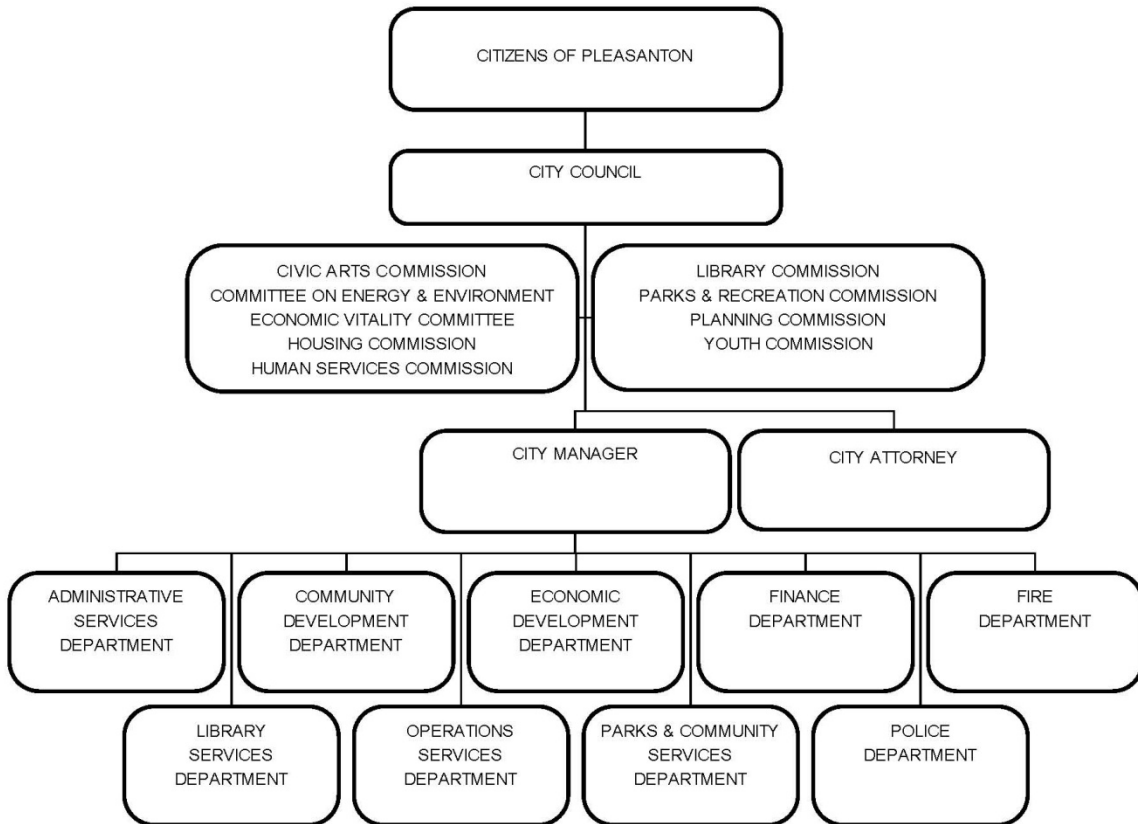 CITIZENS OF PLEASANTON
CITY COUNCIL
CIVIC ARTS COMMISSION
COMMITTEE ON ENERGY & ENVIRONMENT
ECONOMIC VITALITY COMMITTEE
HOUSING COMMISSION
HUMAN SERVICES COMMISSION
LIBRARY COMMISSION
PARKS & RECREATION COMMISSION
PLANNING COMMISSION
YOUTH COMMISSION
CITY MANAGER
CITY ATTORNEY
ADMINISTRATIVE
SERVICES
DEPARTMENT
COMMUNITY
DEVELOPMENT
DEPARTMENT
ECONOMIC
DEVELOPMENT
DEPARTMENT
FINANCE
DEPARTMENT
FIRE
DEPARTMENT
LIBRARY
SERVICES
DEPARTMENT
OPERATIONS
SERVICES
DEPARTMENT
PARKS & COMMUNITY
SERVICES
DEPARTMENT
POLICE
DEPARTMENT